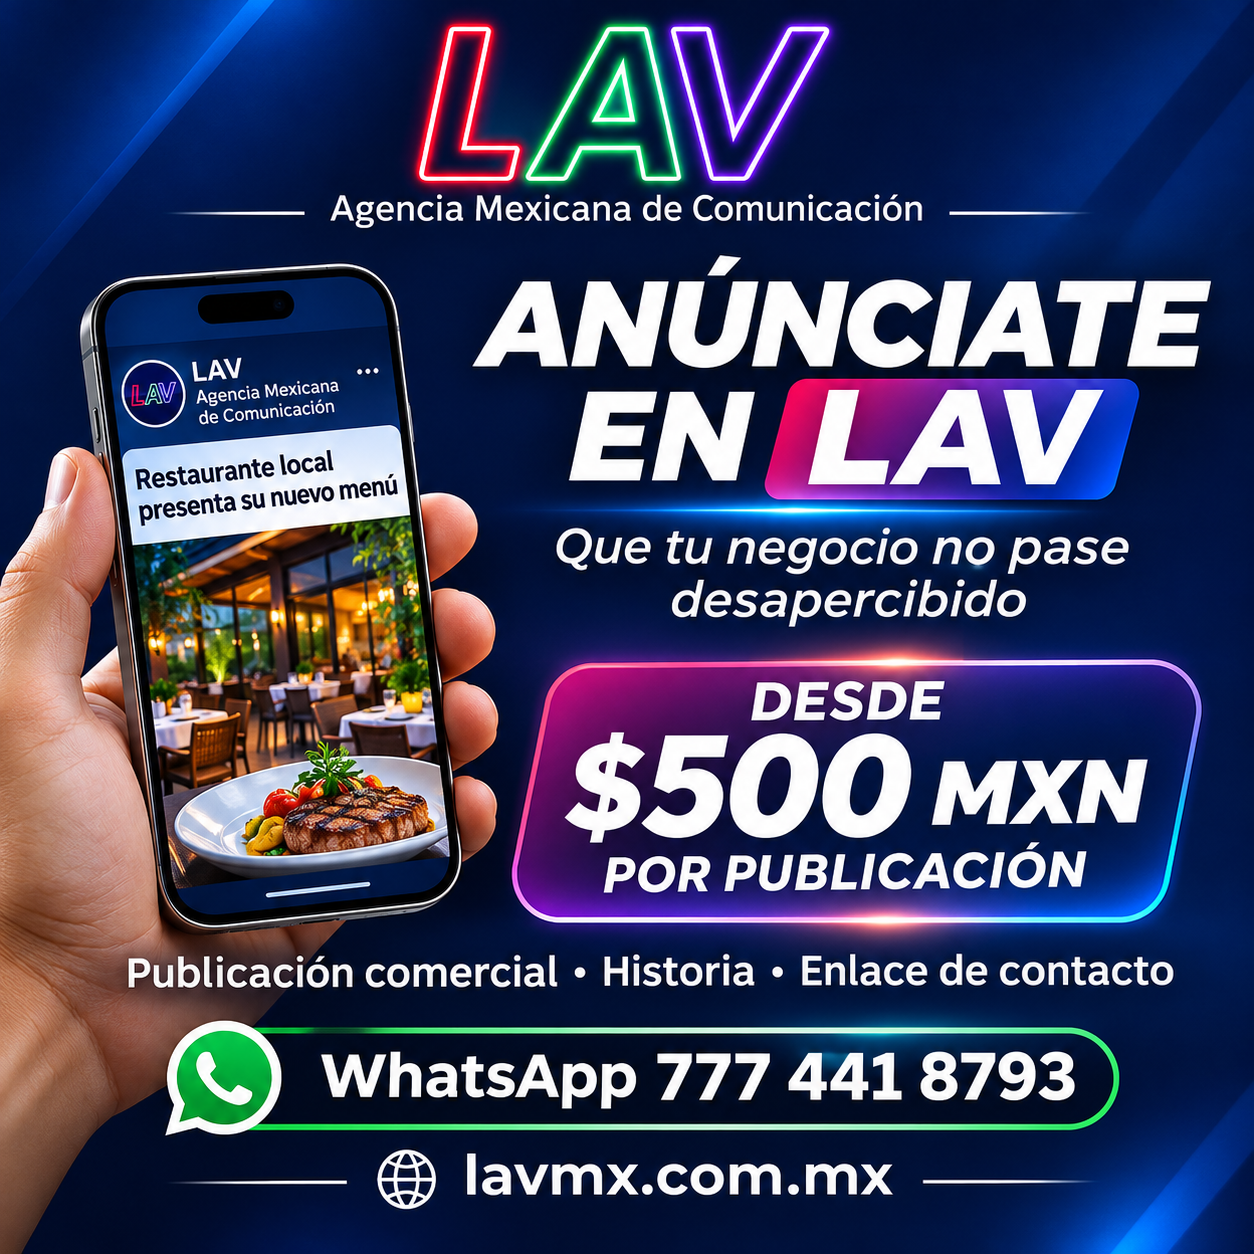 LAV
Agencia Mexicana de Comunicación
LAV
LAV
Agencia Mexicana
de Comunicación
Restaurante local
presenta su nuevo menú
ANÚNCIATE
EN LAV
Que tu negocio no pase
desapercibido
DESDE
$500 MXN
POR PUBLICACIÓN
Publicación comercial • Historia • Enlace de contacto
WhatsApp 777 441 8793
lavmx.com.mx